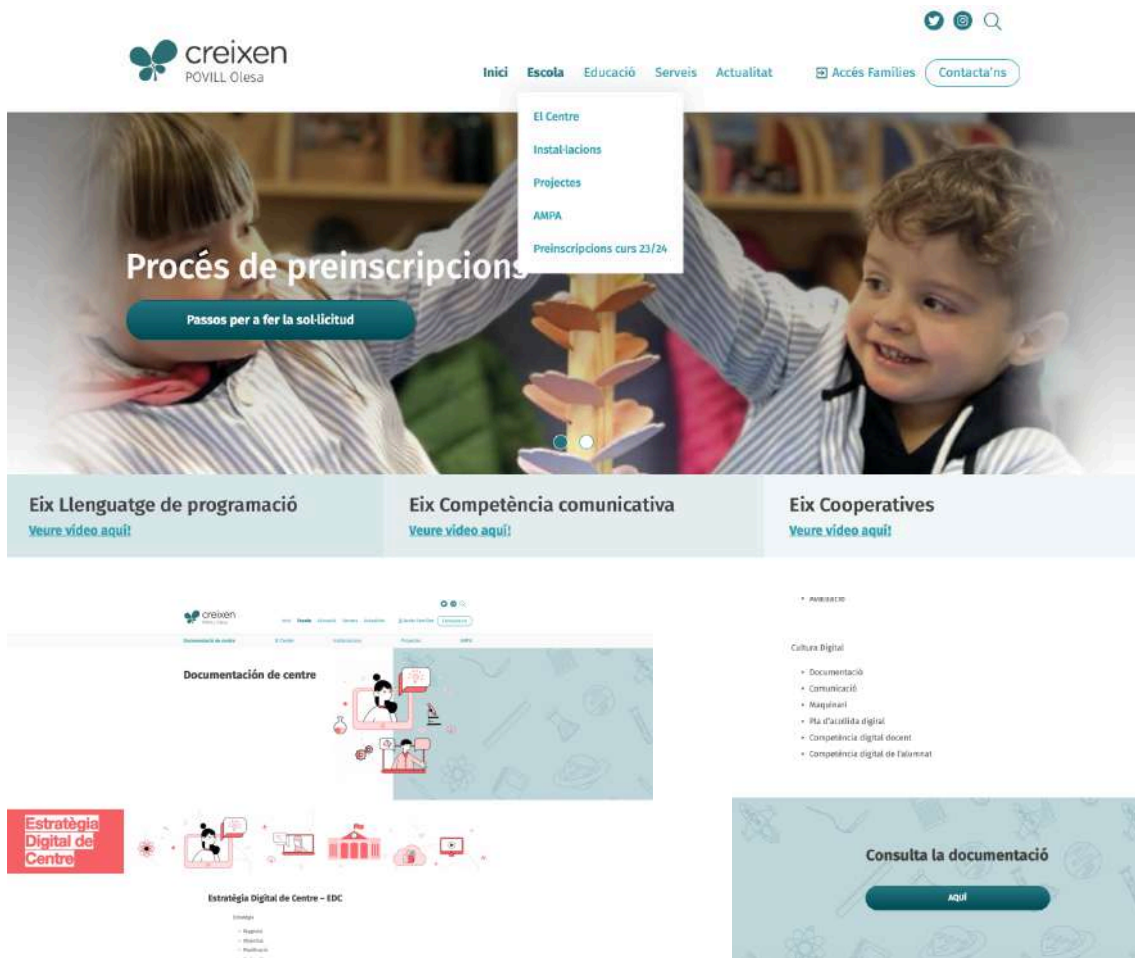 creixen
POVILL Olesa
Inici Escola Educació Serveis Actualitat Accés Famílies Contacta'ns
El Centre
Instal·lacions
Projectes
AMPA
Preinscripcions curs 23/24
Procés de preinscripcions
Passos per a fer la sol·licitud
Eix Llenguatge de programació
Veure vídeo aquí!
Eix Competència comunicativa
Veure vídeo aquí!
Eix Cooperatives
Veure vídeo aquí!
creixen
Documentación de centre
Estratègia
Digital de
Centre
Estratégia Digital de Centre – EDC
Cultura Digital
Documentació
Comunicació
Maquinari
Pla d'acollida digital
Competència digital docent
Competència digital de l'alumnat
Consulta la documentació
AQUÍ